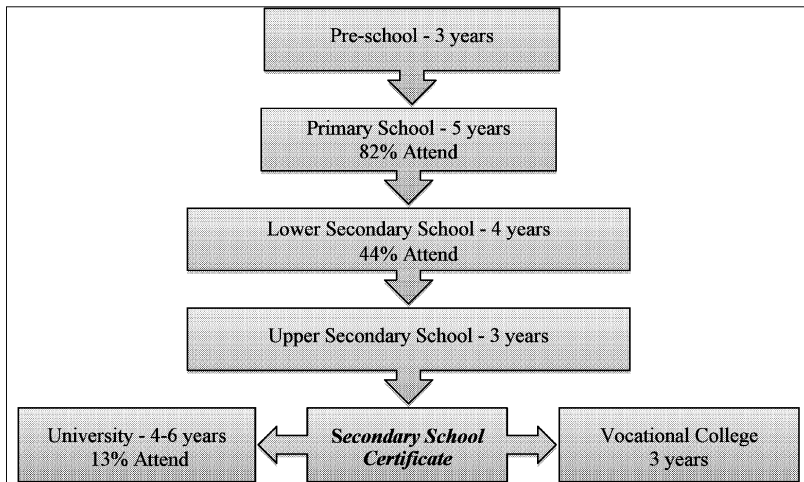 Pre-school - 3 years
Primary School - 5 years
82% Attend
Lower Secondary School - 4 years
44% Attend
Upper Secondary School - 3 years
University - 4-6 years
13% Attend
Secondary School
Certificate
Vocational College
3 years